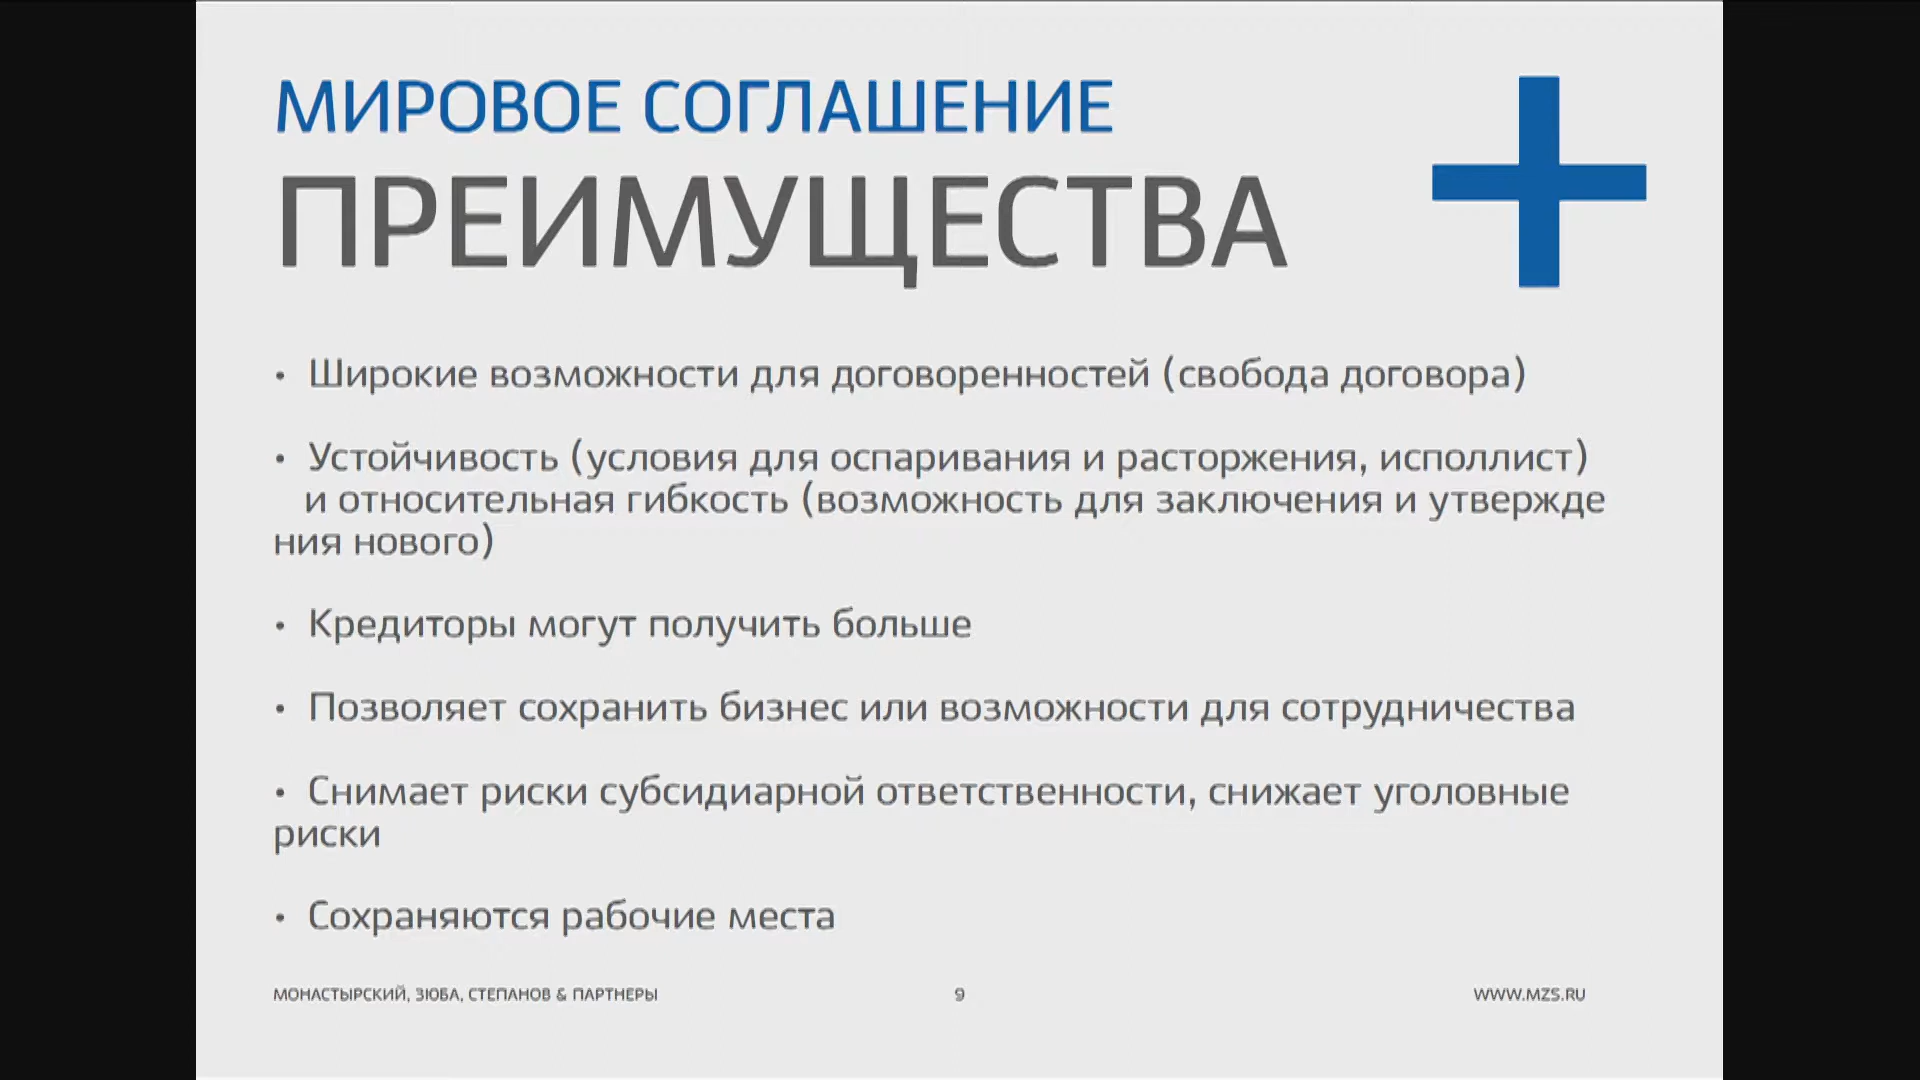 МИРОВОЕ СОГЛАШЕНИЕ
ПРЕИМУЩЕСТВА
• Широкие возможности для договоренностей (свобода договора)
• Устойчивость (условия для оспаривания и расторжения, исполлист)
и относительная гибкость (возможность для заключения и утвержде
ния нового)
• Кредиторы могут получить больше
• Позволяет сохранить бизнес или возможности для сотрудничества
• Снимает риски субсидиарной ответственности, снижает уголовные
риски
• Сохраняются рабочие места
МОНАСТЫРСКИЙ, ЗЮБА, СТЕПАНОВ & ПАРТНЕРЫ 9 WWW.MZS.RU